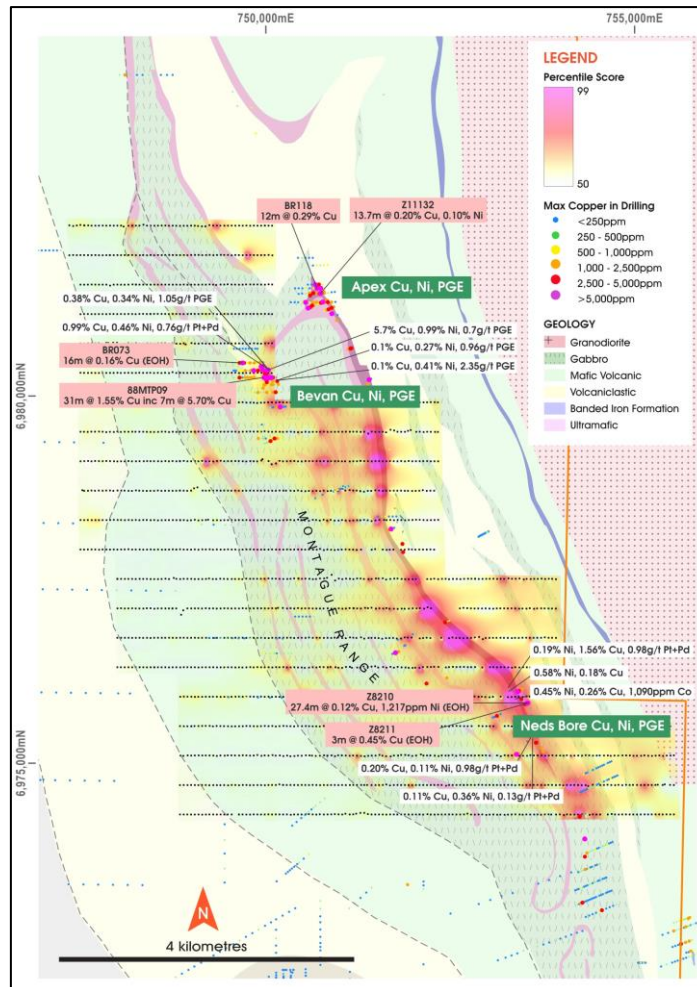 750,000mE
755,000mE
LEGEND
Percentile Score
99
50
Max Copper in Drilling
<250ppm
250 - 500ppm
500 - 1,000ppm
1,000 - 2,500ppm
2,500 - 5,000ppm
>5,000ppm
GEOLOGY
Granodiorite
Gabbro
Mafic Volcanic
Volcaniclastic
Banded Iron Formation
Ultramatic
BR118
12m @ 0.29% Cu
Z11132
13.7m @ 0.20% Cu, 0.10% Ni
Apex Cu, Ni, PGE
0.38% Cu, 0.34% Ni, 1.05g/t PGE
0.99% Cu, 0.46% Ni, 0.76g/t Pt+Pd
BR073
16m @ 0.16% Cu (EOH)
88MTP09
31m @ 1.55% Cu inc 7m @ 5.70% Cu
5.7% Cu, 0.99% Ni, 0.7g/t PGE
0.1% Cu, 0.27% Ni, 0.96g/t PGE
0.1% Cu, 0.41% Ni, 2.35g/t PGE
Bevan Cu, Ni, PGE
6,980,000mN
MONTAGUE RANGE
0.19% Ni, 1.56% Cu, 0.98g/t Pt+Pd
0.58% Ni, 0.18% Cu
0.45% Ni, 0.26% Cu, 1,090ppm Co
Z8210
27.4m @ 0.12% Cu, 1,217ppm Ni (EOH)
Z8211
3m @ 0.45% Cu (EOH)
Neds Bore Cu, Ni, PGE
0.20% Cu, 0.11% Ni, 0.98g/t Pt+Pd
0.11% Cu, 0.36% Ni, 0.13g/t Pt+Pd
6,975,000mN
N
4 kilometres